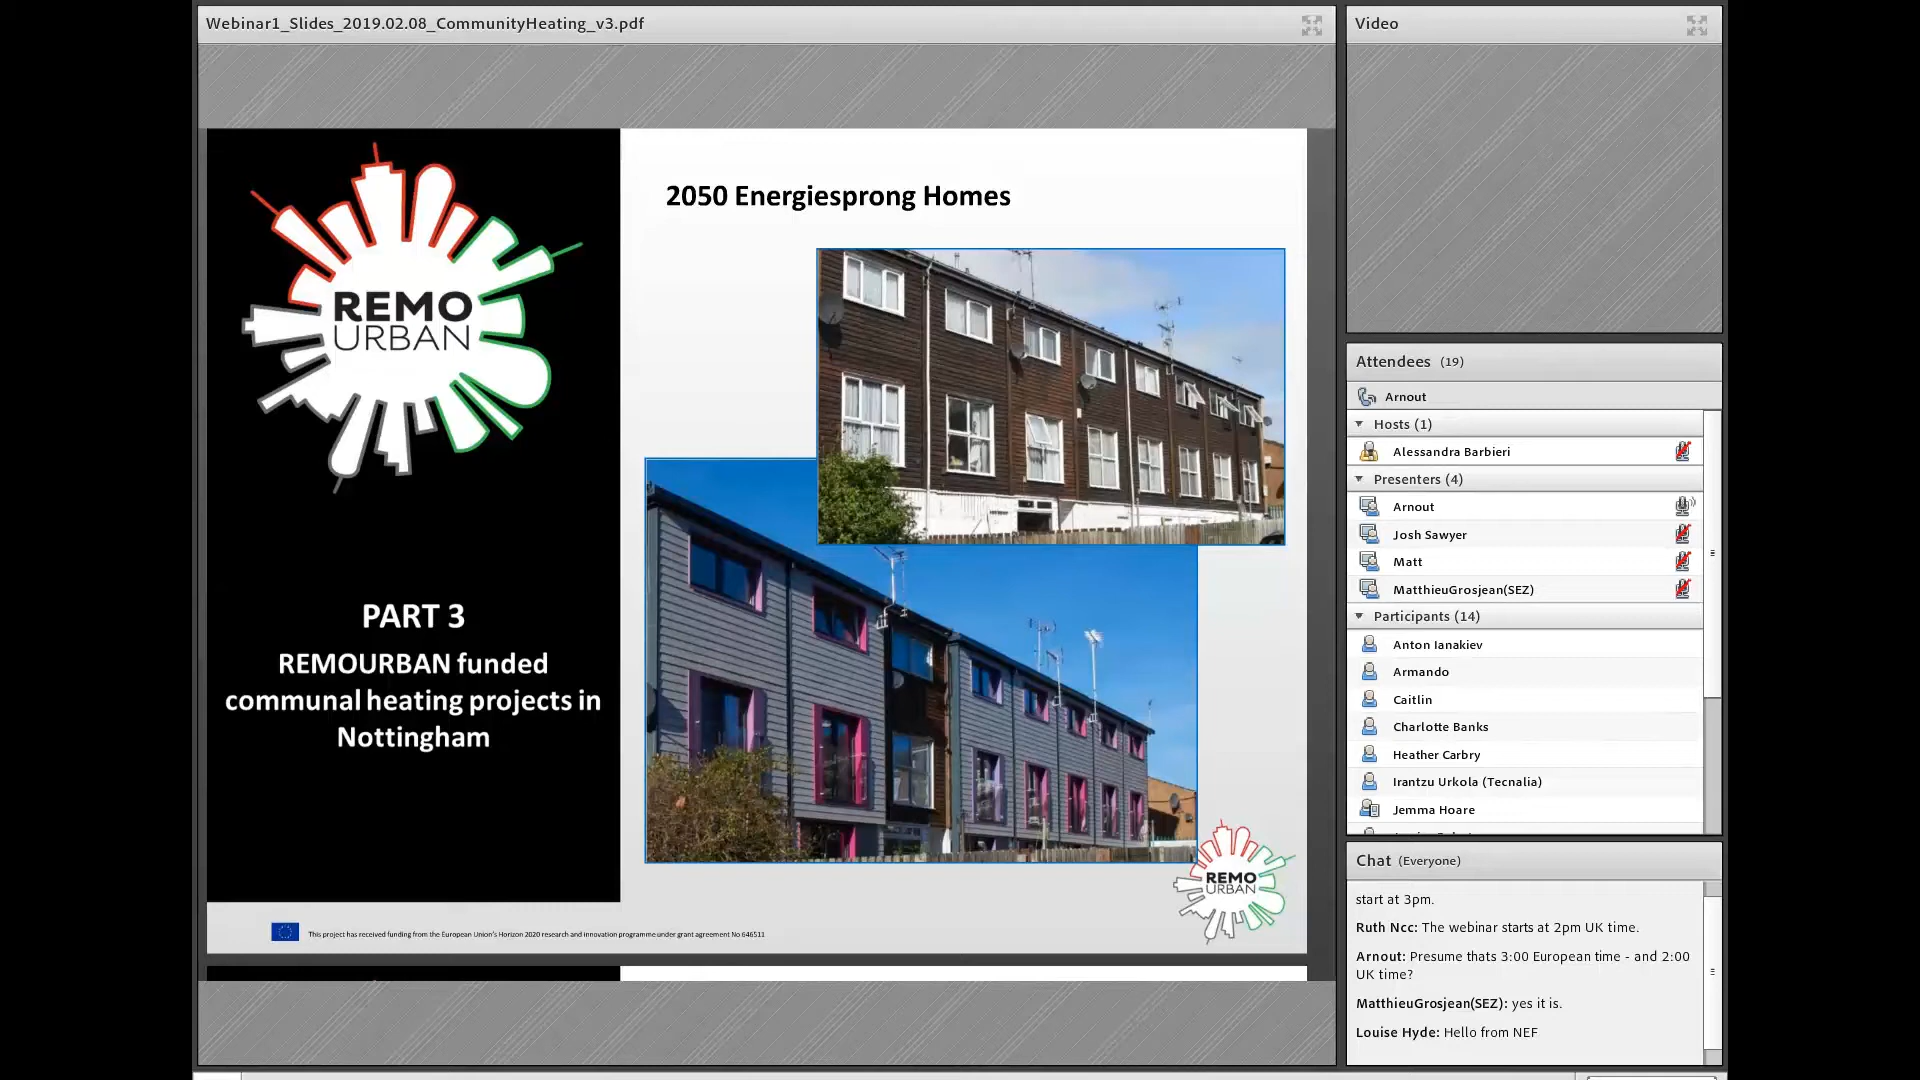 Webinar1_Slides_2019.02.08_CommunityHeating_v3.pdf
REMO
URBAN
PART 3
REMOURBAN funded
communal heating projects in
Nottingham
2050 Energiesprong Homes
REMO
URBAN
This project has received funding from the European Union's Horizon 2020 research and innovation programme under grant agreement No 646511
Video
Attendees (19)
Arnout
Hosts (1)
Alessandra Barbieri
Presenters (4)
Arnout
Josh Sawyer
Matt
MatthieuGrosjean(SEZ)
Participants (14)
Anton Ianakiev
Armando
Caitlin
Charlotte Banks
Heather Carbry
Irantzu Urkola (Tecnalia)
Jemma Hoare
Chat (Everyone)
start at 3pm.
Ruth Ncc: The webinar starts at 2pm UK time.
Arnout: Presume thats 3:00 European time - and 2:00
UK time?
MatthieuGrosjean(SEZ): yes it is.
Louise Hyde: Hello from NEF